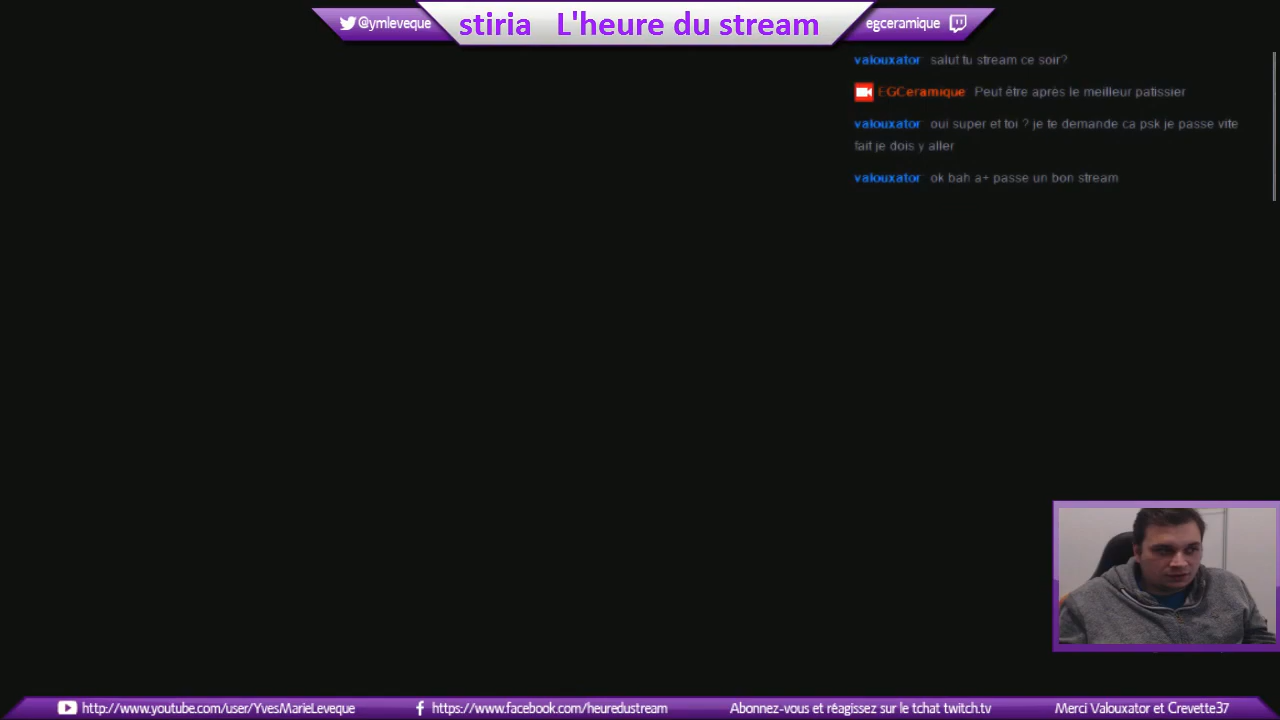 @ymleveque
stiria L'heure du stream
egceramique
valouxator salut tu stream ce soir?
EGCeramique Peut être après le meilleur patissier
valouxator oui super et toi ? je te demande ca psk je passe vite
fait je dois y aller
valouxator ok bah a+ passe un bon stream
http://www.youtube.com/user/YvesMarieLeveque
https://www.facebook.com/heuredustream
Abonnez-vous et réagissez sur le tchat twitch.tv
Merci Valouxator et Crevette37